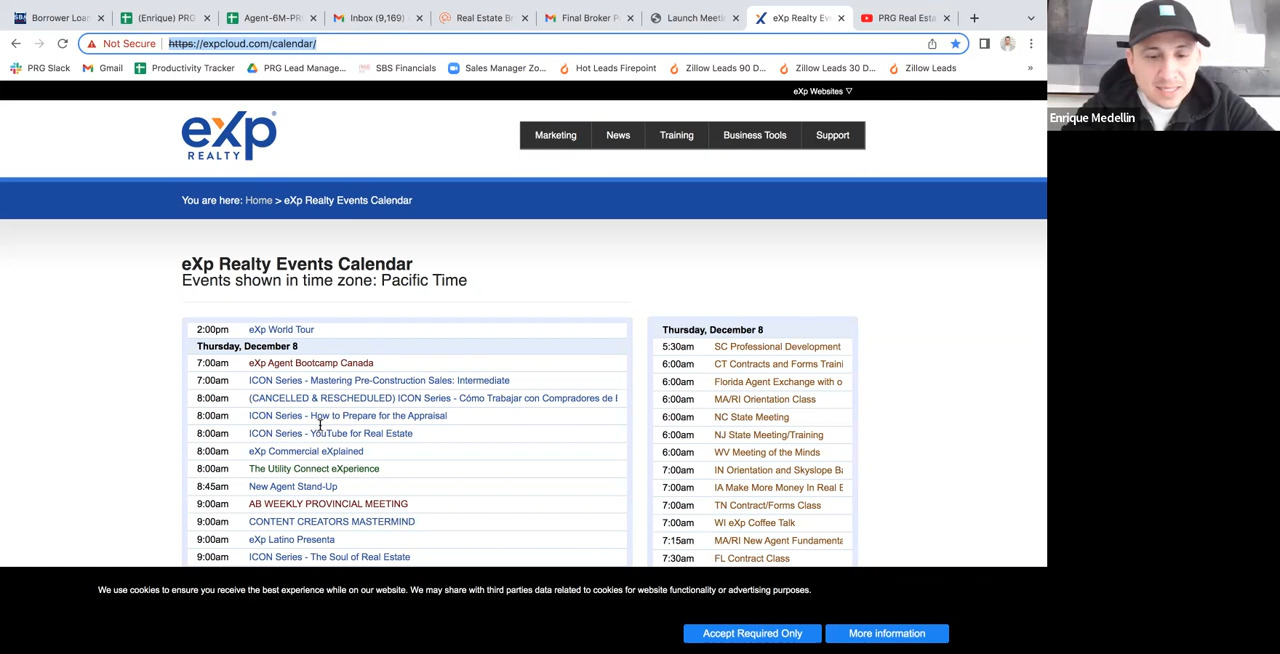 Borrower Loan
(Enrique) PRG
Agent-6M-PR
Inbox (9,169)
Real Estate Br
Final Broker P
Launch Meeti
eXp Realty Ev
PRG Real Esta
Not Secure https://expcloud.com/calendar/
PRG Slack
Gmail
Productivity Tracker
PRG Lead Manage...
SBS Financials
Sales Manager Zo...
Hot Leads Firepoint
Zillow Leads 90 D...
Zillow Leads 30 D...
Zillow Leads
»
Enrique Medellin
eXp Websites ▽
eXp
REALTY
Marketing
News
Training
Business Tools
Support
You are here: Home > eXp Realty Events Calendar
eXp Realty Events Calendar
Events shown in time zone: Pacific Time
2:00pm eXp World Tour
Thursday, December 8
7:00am eXp Agent Bootcamp Canada
7:00am ICON Series - Mastering Pre-Construction Sales: Intermediate
8:00am (CANCELLED & RESCHEDULED) ICON Series - Cómo Trabajar con Compradores de
8:00am ICON Series - How to Prepare for the Appraisal
8:00am ICON Series - YouTube for Real Estate
8:00am eXp Commercial eXplained
8:00am The Utility Connect eXperience
8:45am New Agent Stand-Up
9:00am AB WEEKLY PROVINCIAL MEETING
9:00am CONTENT CREATORS MASTERMIND
9:00am eXp Latino Presenta
9:00am ICON Series - The Soul of Real Estate
Thursday, December 8
5:30am SC Professional Development
6:00am CT Contracts and Forms Traini
6:00am Florida Agent Exchange with o
6:00am MA/RI Orientation Class
6:00am NC State Meeting
6:00am NJ State Meeting/Training
6:00am WV Meeting of the Minds
7:00am IN Orientation and Skyslope Ba
7:00am IA Make More Money In Real E
7:00am TN Contract/Forms Class
7:00am WI eXp Coffee Talk
7:15am MA/RI New Agent Fundamenta
7:30am FL Contract Class
We use cookies to ensure you receive the best experience while on our website. We may share with third parties data related to cookies for website functionality or advertising purposes.
Accept Required Only
More information